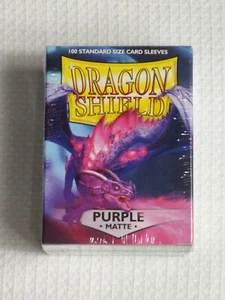 100 STANDARD SIZE CARD SLEEVES
DRAGON
SHIELD
PURPLE
• MATTE •